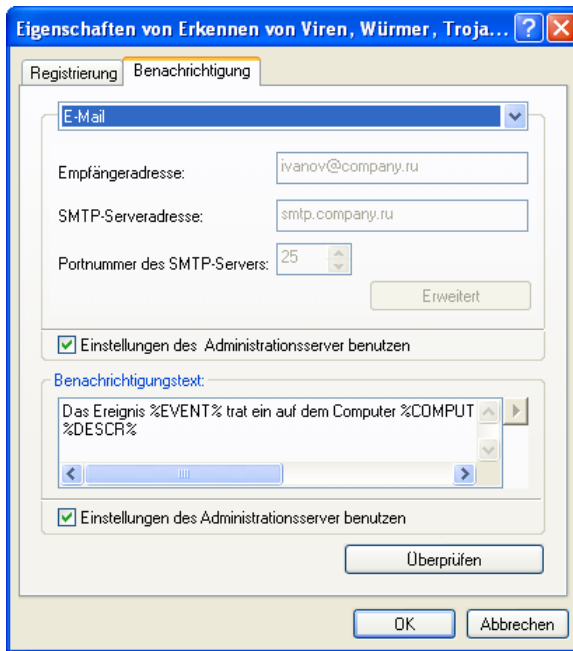 Eigenschaften von Erkennen von Viren, Würmer, Troja...
Registrierung
Benachrichtigung
E-Mail
Empfängeradresse:
ivanov@company.ru
SMTP-Serveradresse:
smtp.company.ru
Portnummer des SMTP-Servers:
25
Erweitert
Einstellungen des Administrationsserver benutzen
Benachrichtigungstext:
Das Ereignis %EVENT% trat ein auf dem Computer %COMPUT
%DESCR%
Einstellungen des Administrationsserver benutzen
Überprüfen
OK
Abbrechen